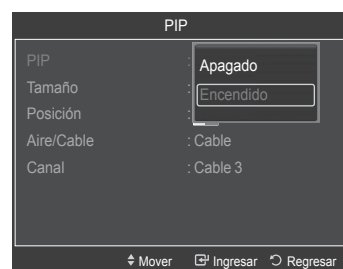 PIP
PIP : Apagado
Tamaño : Encendido
Posición :
Aire/Cable : Cable
Canal : Cable 3
Mover Ingresar Regresar